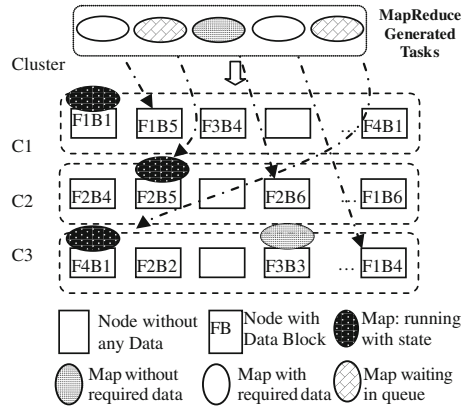 MapReduce
Generated
Tasks
Cluster
F1B1 F1B5 F3B4 ... F4B1
C1
F2B4 F2B5 F2B6 ... F1B6
C2
C3
F4B1 F2B2 F3B3 ... F1B4
Node without
any Data
FB
Node with
Data Block
Map: running
with state
Map without
required data
Map with
required data
Map waiting
in queue